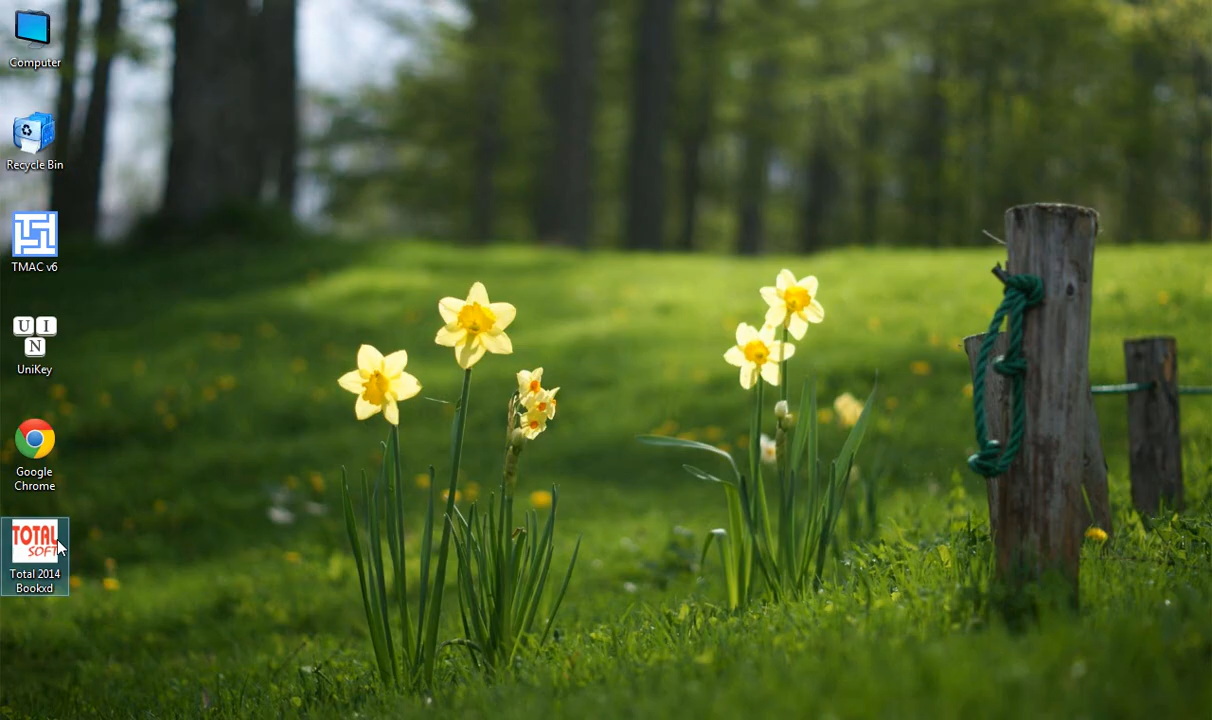 Computer
Recycle Bin
TMAC v6
U I
N
UniKey
Google
Chrome
TOTAL
SOFT
Total 2014
Bookxd